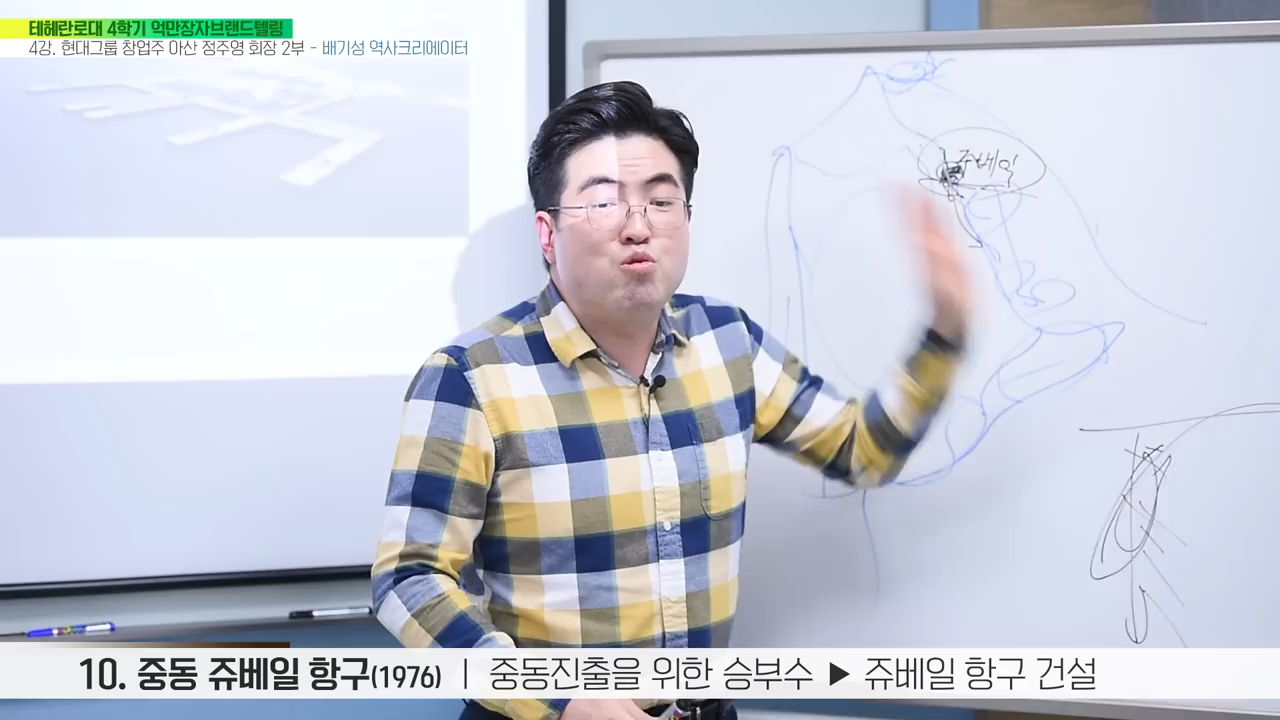 테헤란로대 4학기 억만장자브랜드텔링
4강. 현대그룹 창업주 아산 정주영 회장 2부 - 배기성 역사크리에이터
쥬베일
10. 중동 쥬베일 항구(1976) | 중동진출을 위한 승부수 ▶ 쥬베일 항구 건설